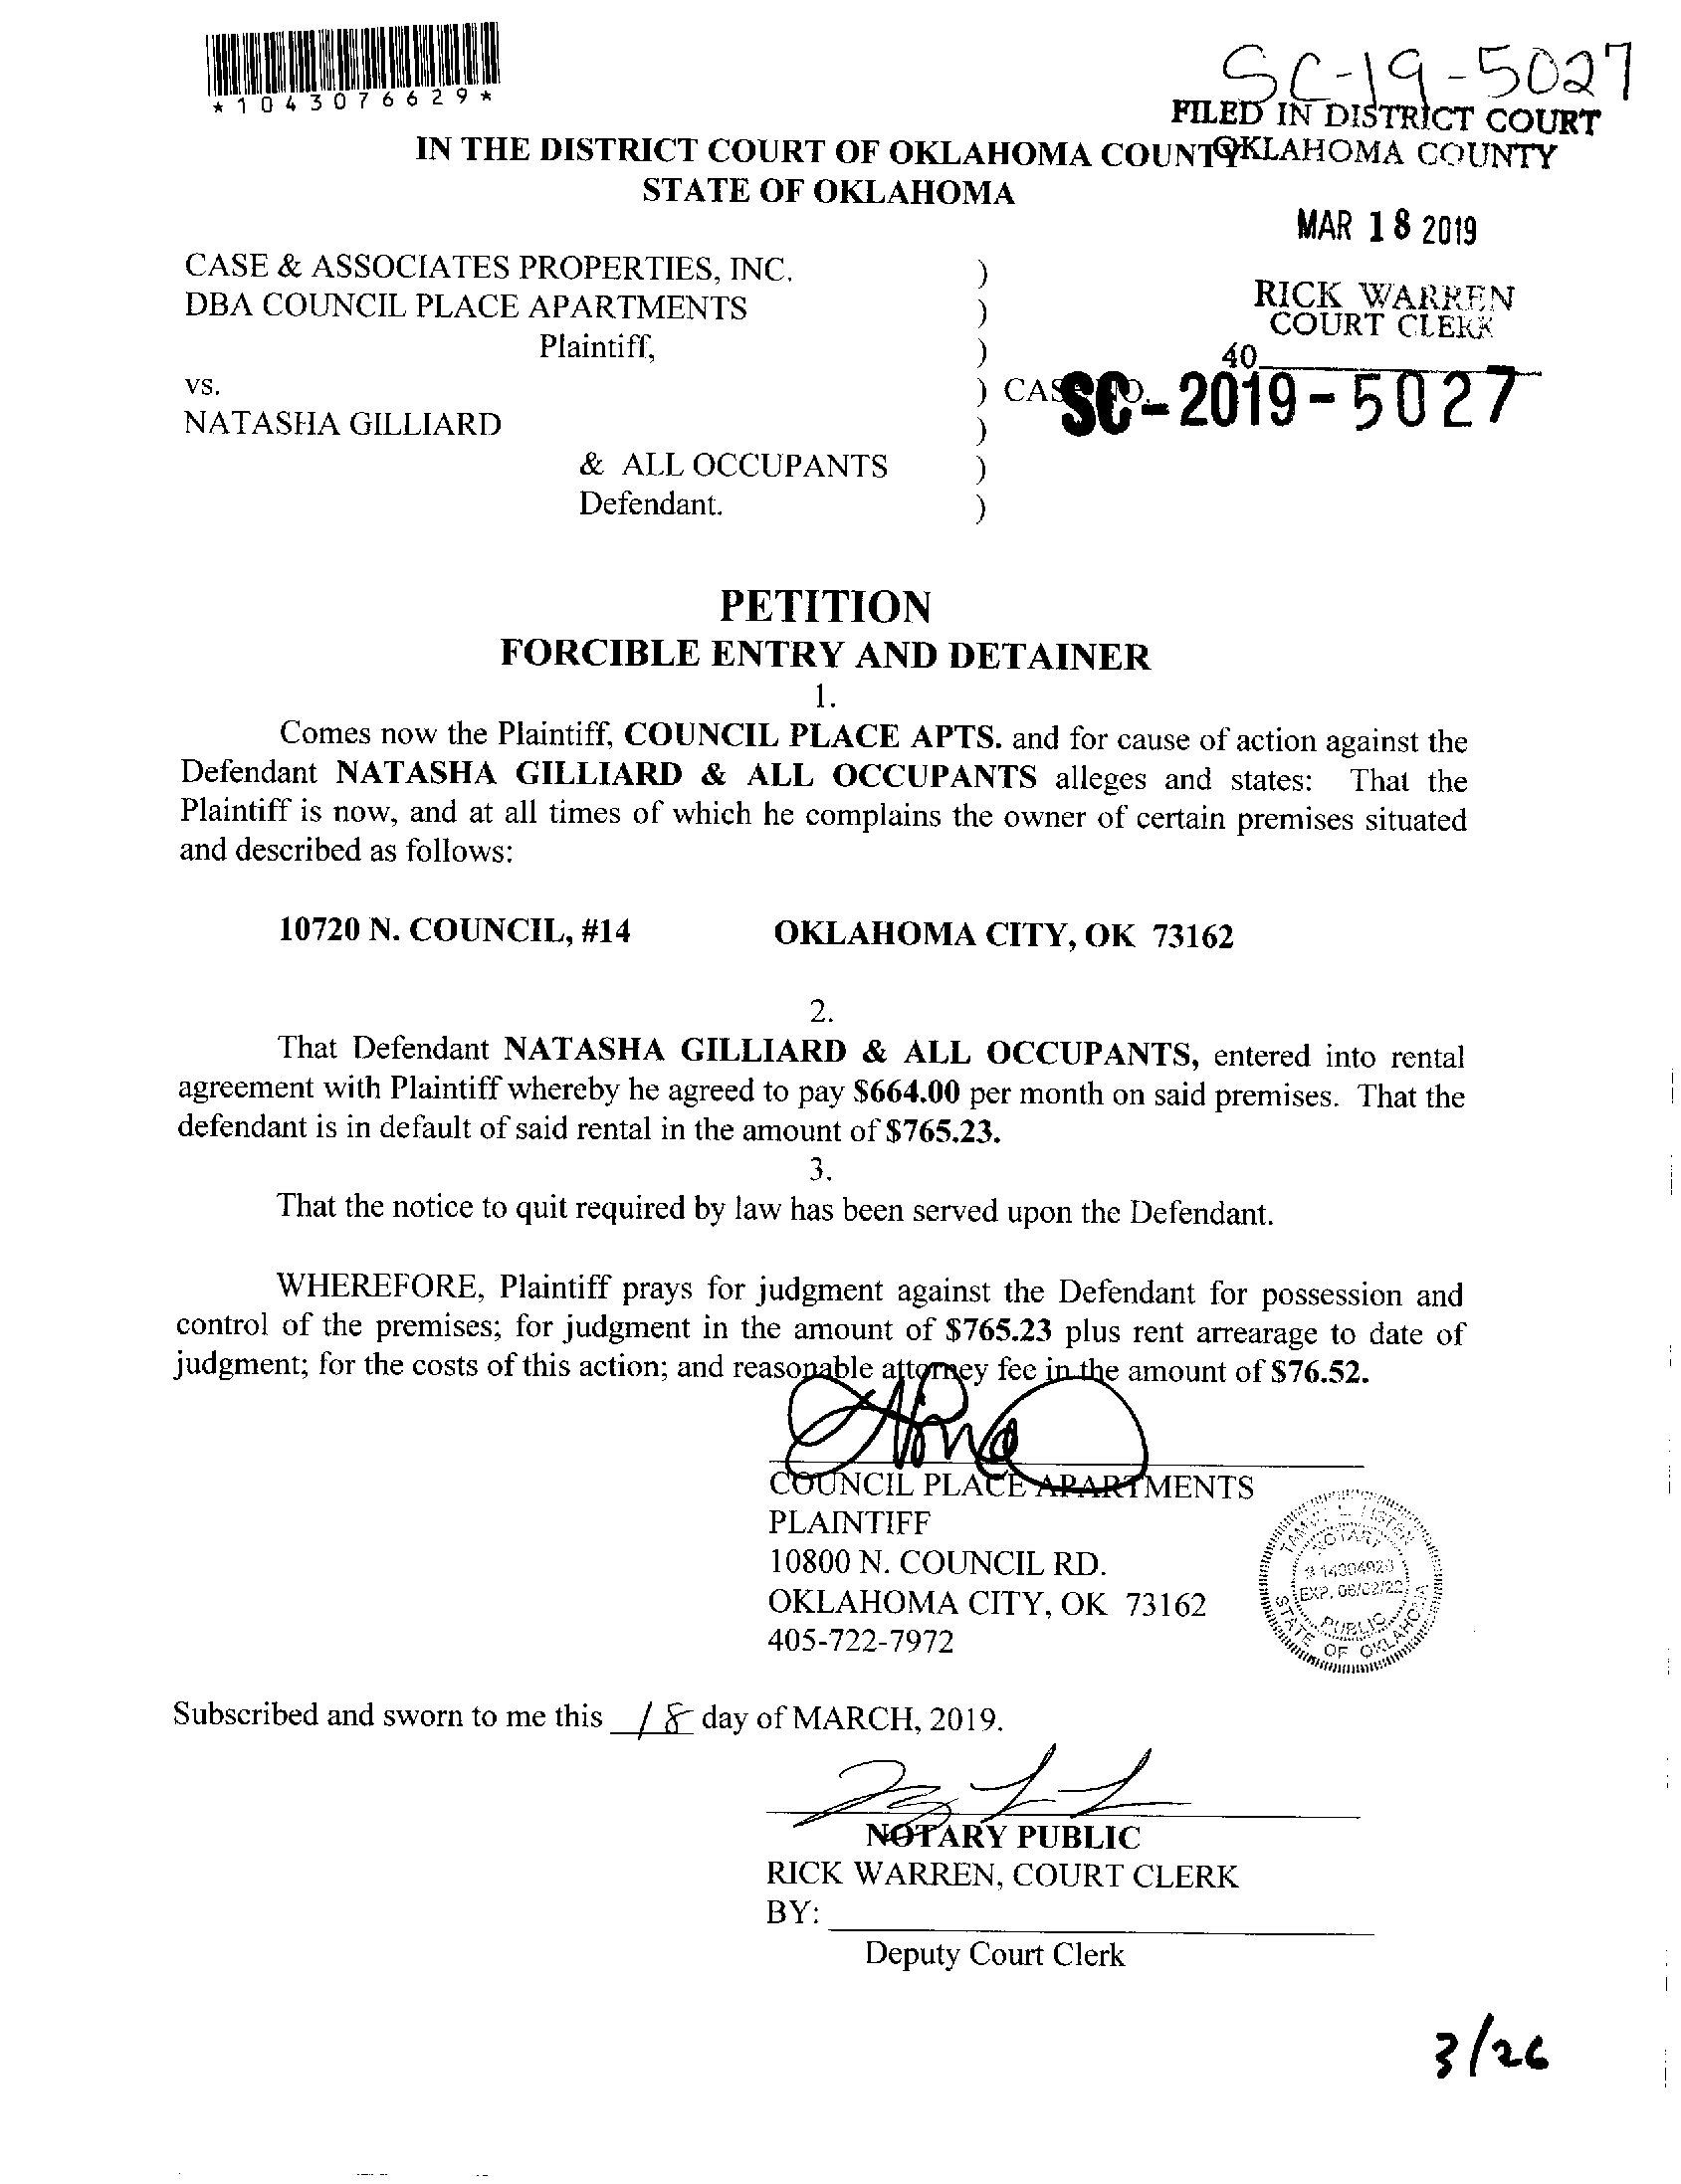 *1043076629*
SC-19-5027
FILED IN DISTRICT COURT
OKLAHOMA COUNTY
IN THE DISTRICT COURT OF OKLAHOMA COUNTY
STATE OF OKLAHOMA
MAR 18 2019
RICK WARREN
COURT CLERK
40
CASE & ASSOCIATES PROPERTIES, INC. )
DBA COUNCIL PLACE APARTMENTS )
Plaintiff, )
vs. ) CASE NO. SC-2019-5027
NATASHA GILLIARD )
& ALL OCCUPANTS )
Defendant. )
PETITION
FORCIBLE ENTRY AND DETAINER
1.
Comes now the Plaintiff, COUNCIL PLACE APTS. and for cause of action against the
Defendant NATASHA GILLIARD & ALL OCCUPANTS alleges and states: That the
Plaintiff is now, and at all times of which he complains the owner of certain premises situated
and described as follows:
10720 N. COUNCIL, #14 OKLAHOMA CITY, OK 73162
2.
That Defendant NATASHA GILLIARD & ALL OCCUPANTS, entered into rental
agreement with Plaintiff whereby he agreed to pay $664.00 per month on said premises. That the
defendant is in default of said rental in the amount of $765.23.
3.
That the notice to quit required by law has been served upon the Defendant.
WHEREFORE, Plaintiff prays for judgment against the Defendant for possession and
control of the premises; for judgment in the amount of $765.23 plus rent arrearage to date of
judgment; for the costs of this action; and reasonable attorney fee in the amount of $76.52.
COUNCIL PLACE APARTMENTS
PLAINTIFF
10800 N. COUNCIL RD.
OKLAHOMA CITY, OK 73162
405-722-7972
NOTARY
# 14004920
EXP. 06/02/22
PUBLIC
STATE OF OKLAHOMA
Subscribed and sworn to me this 18 day of MARCH, 2019.
NOTARY PUBLIC
RICK WARREN, COURT CLERK
BY:
Deputy Court Clerk
3/26